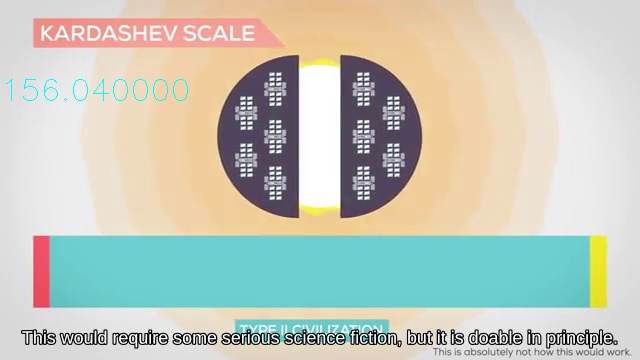 KARDASHEV SCALE
156.040000
TYPE II CIVILIZATION
This would require some serious science fiction, but it is doable in principle.
This is absolutely not how this would work.